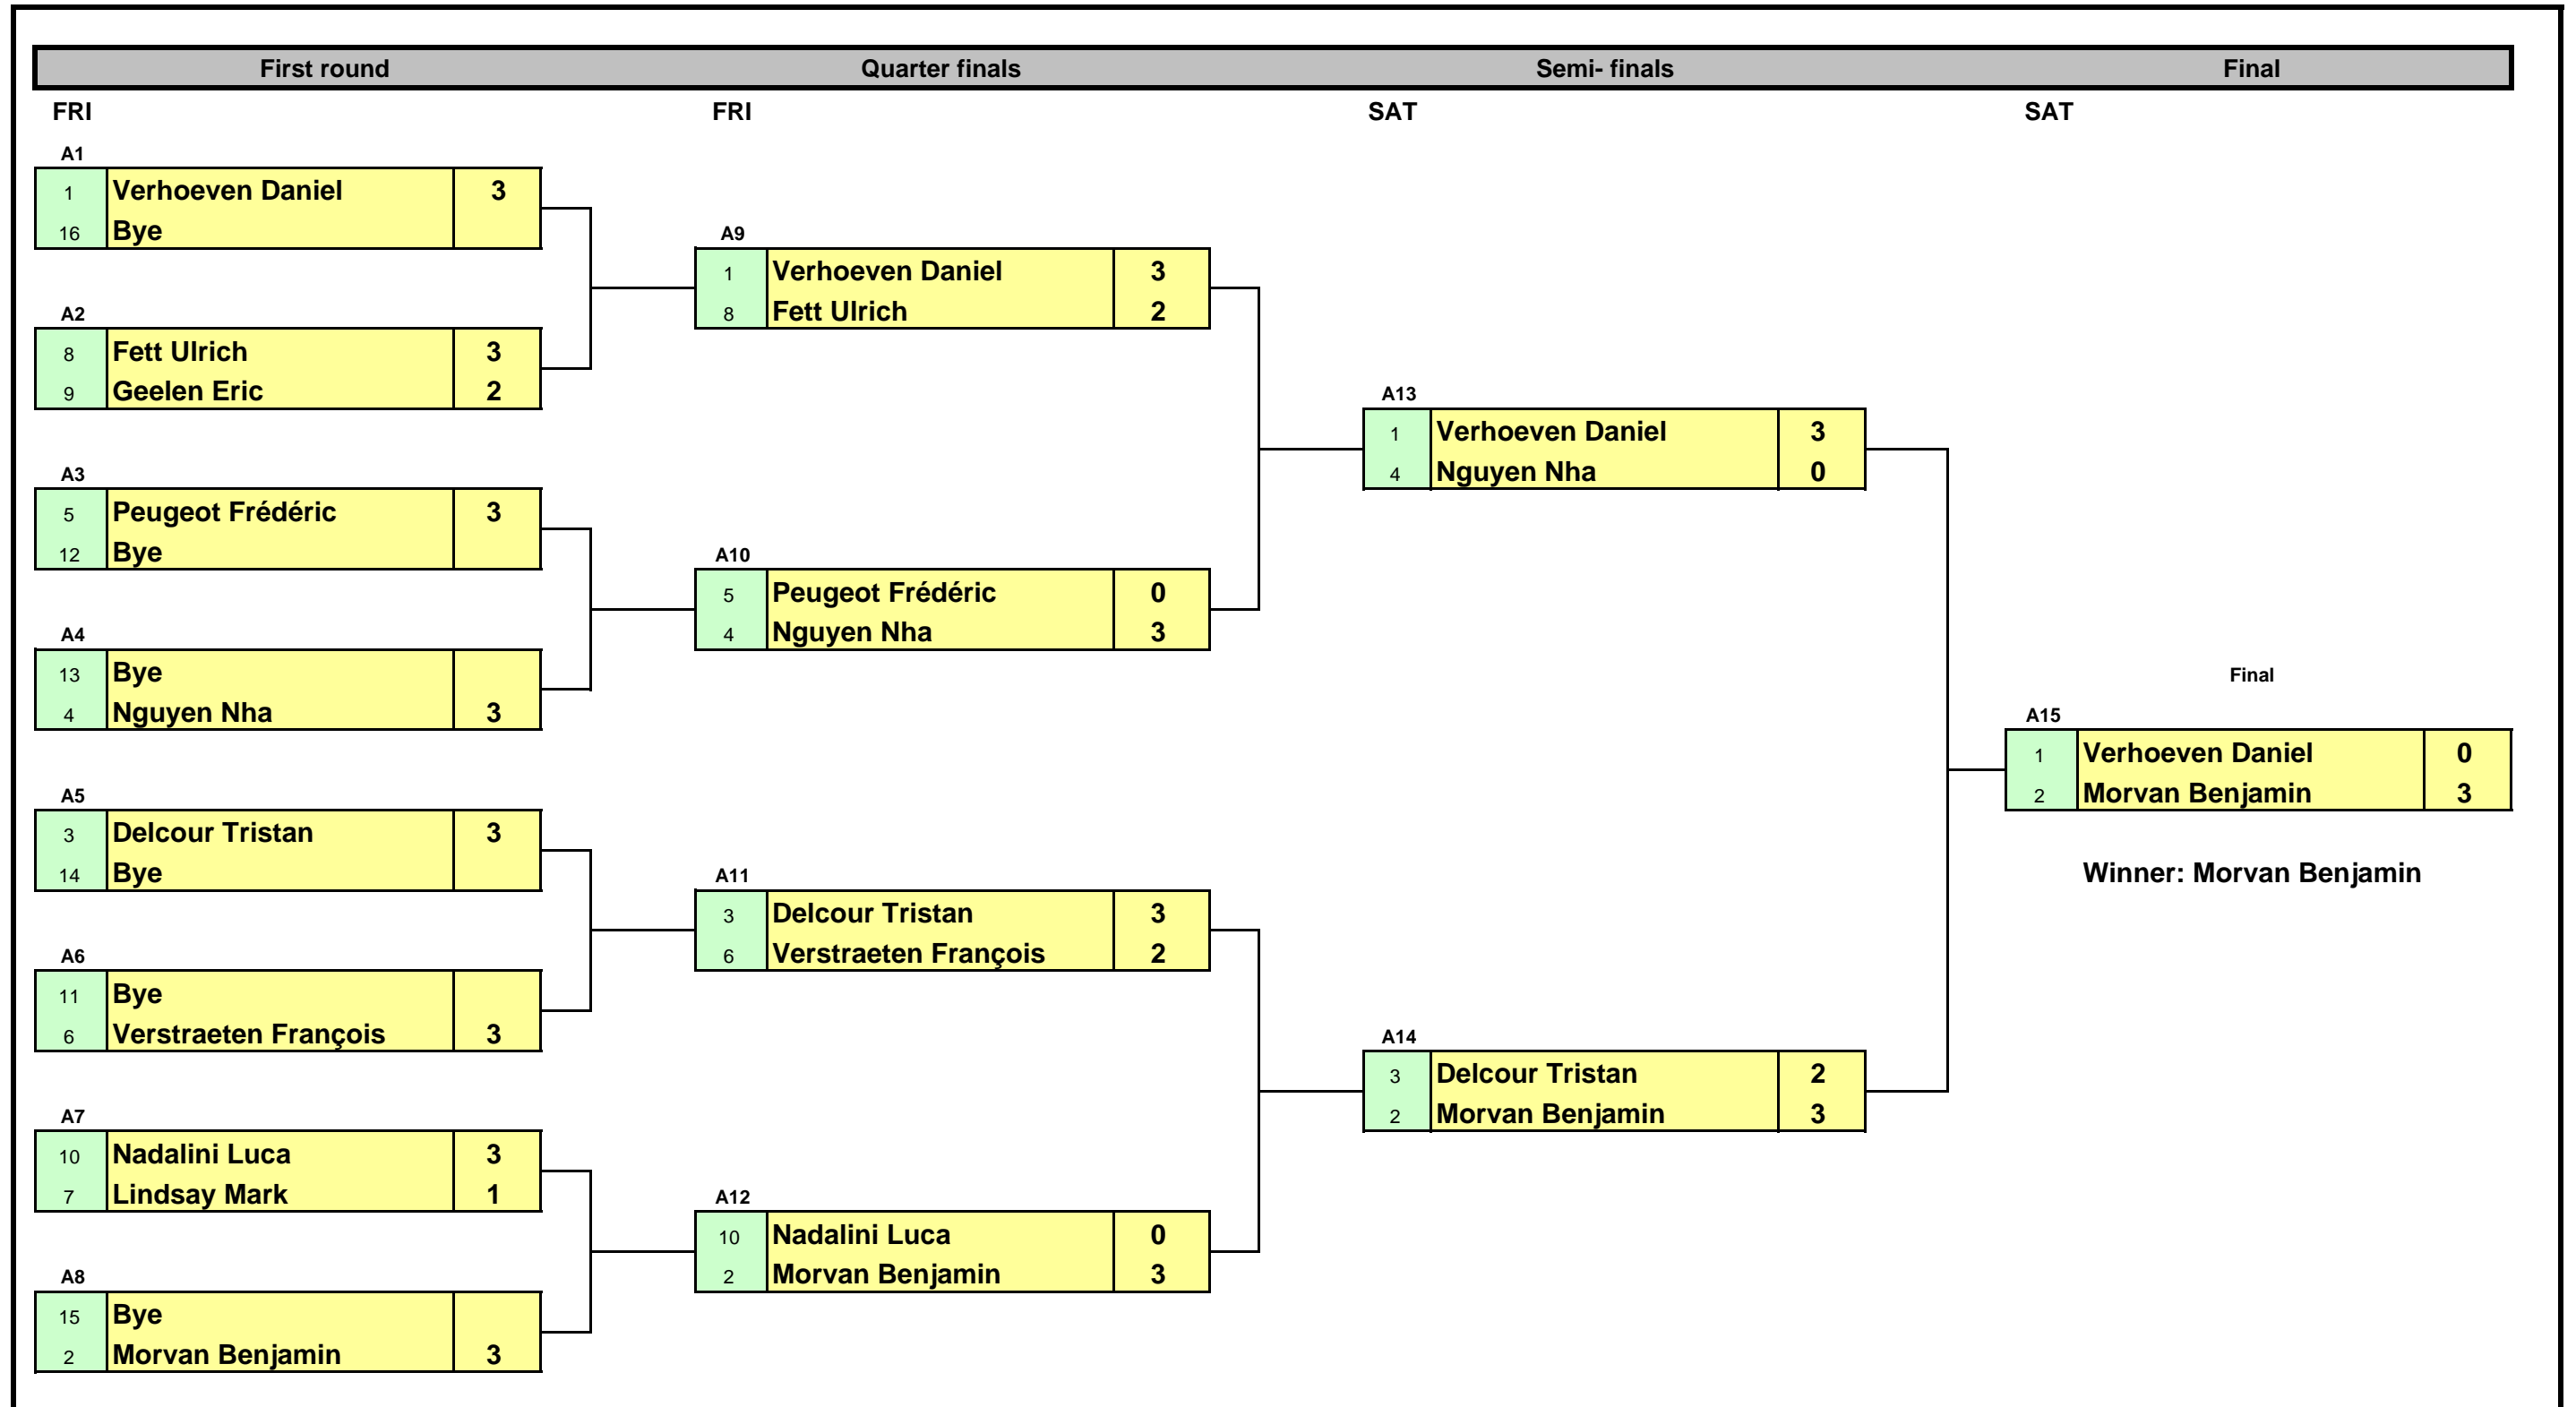 First round Quarter finals Semi- finals Final
FRI FRI SAT SAT
A1
1 Verhoeven Daniel 3
16 Bye
A2
8 Fett Ulrich 3
9 Geelen Eric 2
A3
5 Peugeot Frédéric 3
12 Bye
A4
13 Bye
4 Nguyen Nha 3
A5
3 Delcour Tristan 3
14 Bye
A6
11 Bye
6 Verstraeten François 3
A7
10 Nadalini Luca 3
7 Lindsay Mark 1
A8
15 Bye
2 Morvan Benjamin 3
A9
1 Verhoeven Daniel 3
8 Fett Ulrich 2
A10
5 Peugeot Frédéric 0
4 Nguyen Nha 3
A11
3 Delcour Tristan 3
6 Verstraeten François 2
A12
10 Nadalini Luca 0
2 Morvan Benjamin 3
A13
1 Verhoeven Daniel 3
4 Nguyen Nha 0
A14
3 Delcour Tristan 2
2 Morvan Benjamin 3
Final
A15
1 Verhoeven Daniel 0
2 Morvan Benjamin 3
Winner: Morvan Benjamin